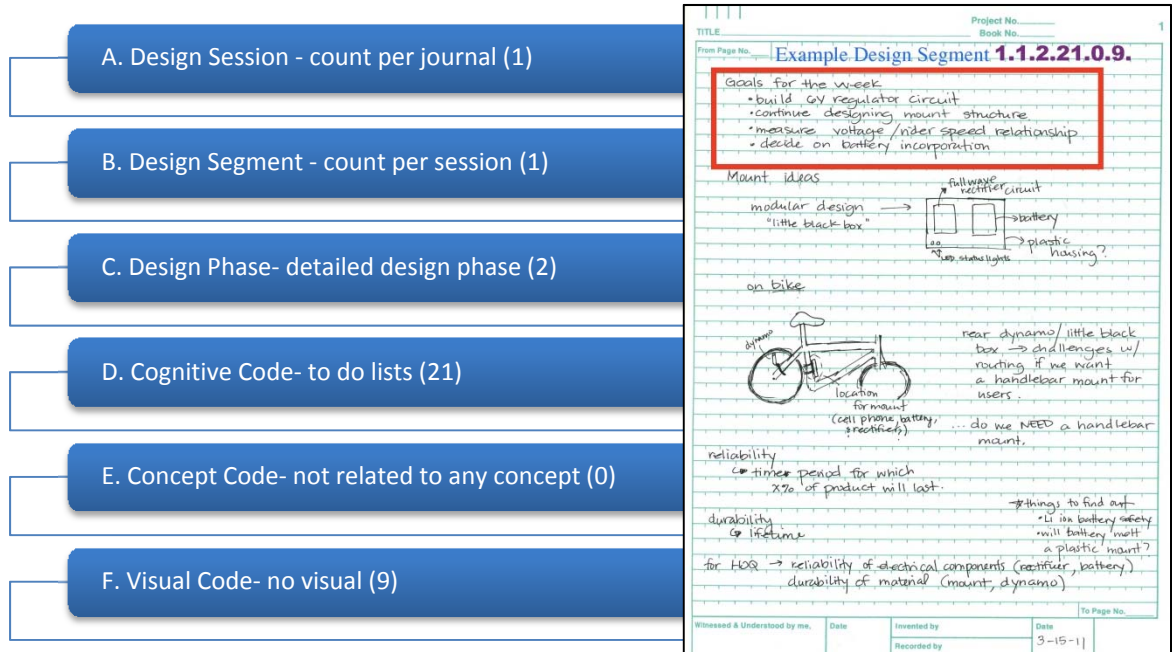 A. Design Session - count per journal (1)
B. Design Segment - count per session (1)
C. Design Phase- detailed design phase (2)
D. Cognitive Code- to do lists (21)
E. Concept Code- not related to any concept (0)
F. Visual Code- no visual (9)
Project No.
1
TITLE
Book No.
From Page No.
Example Design Segment 1.1.2.21.0.9.
Goals for the week
•build 6V regulator circuit
•continue designing mount structure
•measure voltage/rider speed relationship
•decide on battery incorporation
Mount ideas
full wave
rectifier circuit
modular design →
"little black box"
→battery
→plastic
housing?
LED status lights
on bike
dynamo
location
for mount
(cell phone, battery,
& rectifier)
rear dynamo/little black
box → challenges w/
routing if we want
a handlebar mount for
users.
...do we NEED a handlebar
mount.
reliability
↳ time period for which
x% of product will last.
durability
↳ lifetime
→things to find out
•Li ion battery safety
•will battery melt
a plastic mount?
for HOQ → reliability of electrical components (rectifier, battery)
durability of material (mount, dynamo)
To Page No.
Witnessed & Understood by me,
Date
Invented by
Date
Recorded by
3-15-11